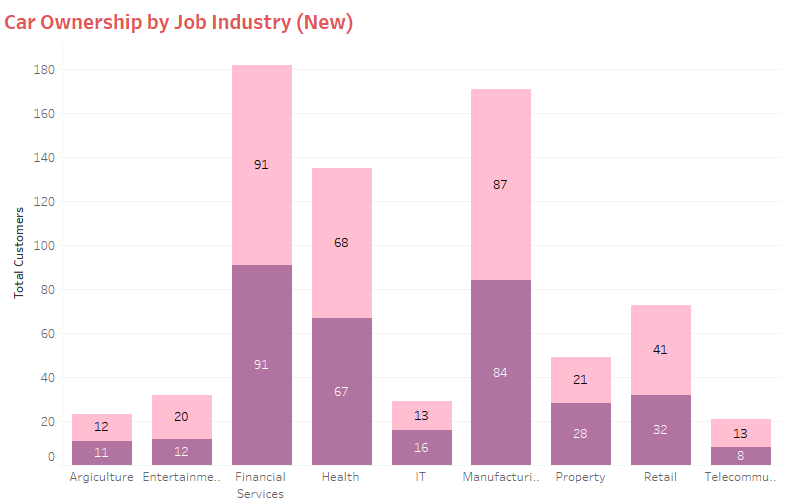 Car Ownership by Job Industry (New)
Total Customers
180
160
140
120
100
80
60
40
20
0
12
11
20
12
91
91
68
67
13
16
87
84
21
28
41
32
13
8
Argiculture
Entertainme..
Financial
Services
Health
IT
Manufacturi..
Property
Retail
Telecommu..